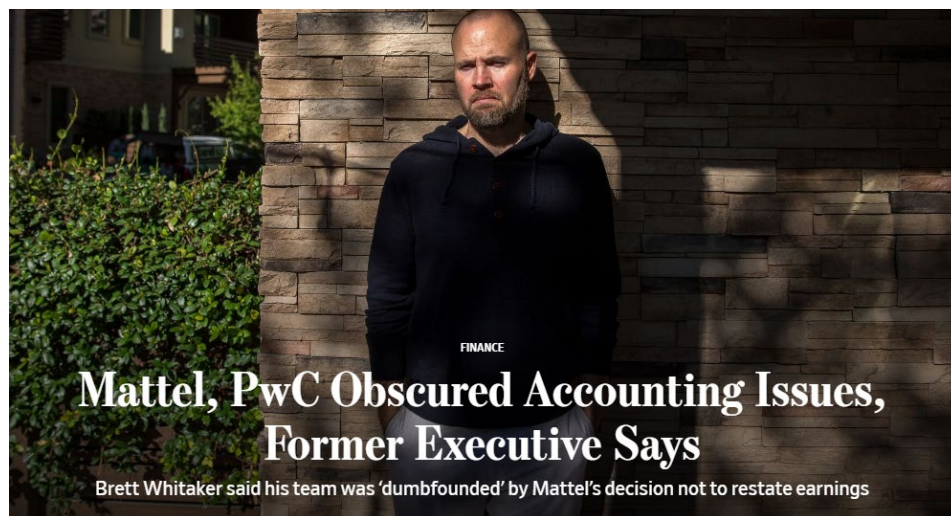 FINANCE
Mattel, PwC Obscured Accounting Issues,
Former Executive Says
Brett Whitaker said his team was ‘dumbfounded’ by Mattel’s decision not to restate earnings